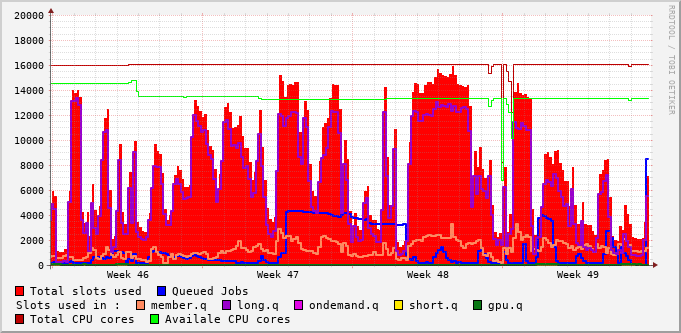 20000
18000
16000
14000
12000
10000
8000
6000
4000
2000
0
Week 46 Week 47 Week 48 Week 49
Total slots used Queued Jobs
Slots used in : member.q long.q ondemand.q short.q gpu.q
Total CPU cores Availale CPU cores
RRDTOOL / TOBI OETIKER